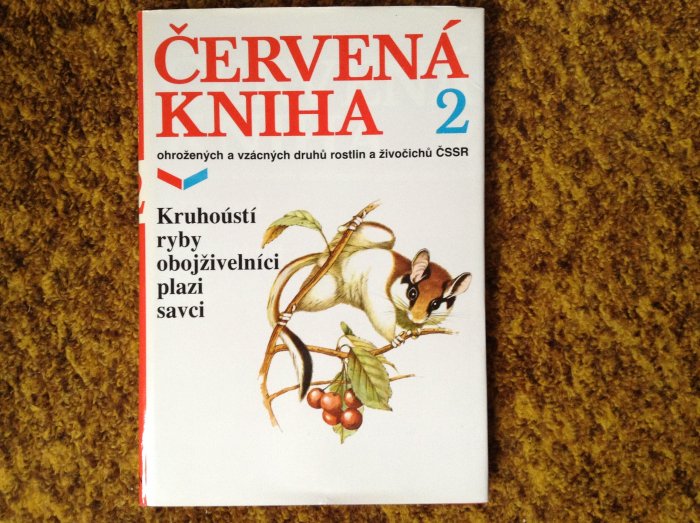 ČERVENÁ
KNIHA 2
ohrožených a vzácných druhů rostlin a živočichů ČSSR
Kruhoústí
ryby
obojživelníci
plazi
savci